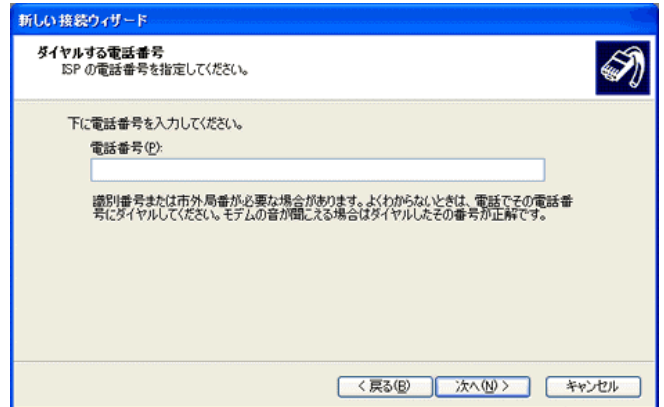 新しい接続ウィザード
ダイヤルする電話番号
ISP の電話番号を指定してください。
下に電話番号を入力してください。
電話番号(P):
識別番号または市外局番が必要な場合があります。よくわからないときは、電話でその電話番
号にダイヤルしてください。モデムの音が聞こえる場合はダイヤルしたその番号が正解です。
< 戻る(B)
次へ(N) >
キャンセル